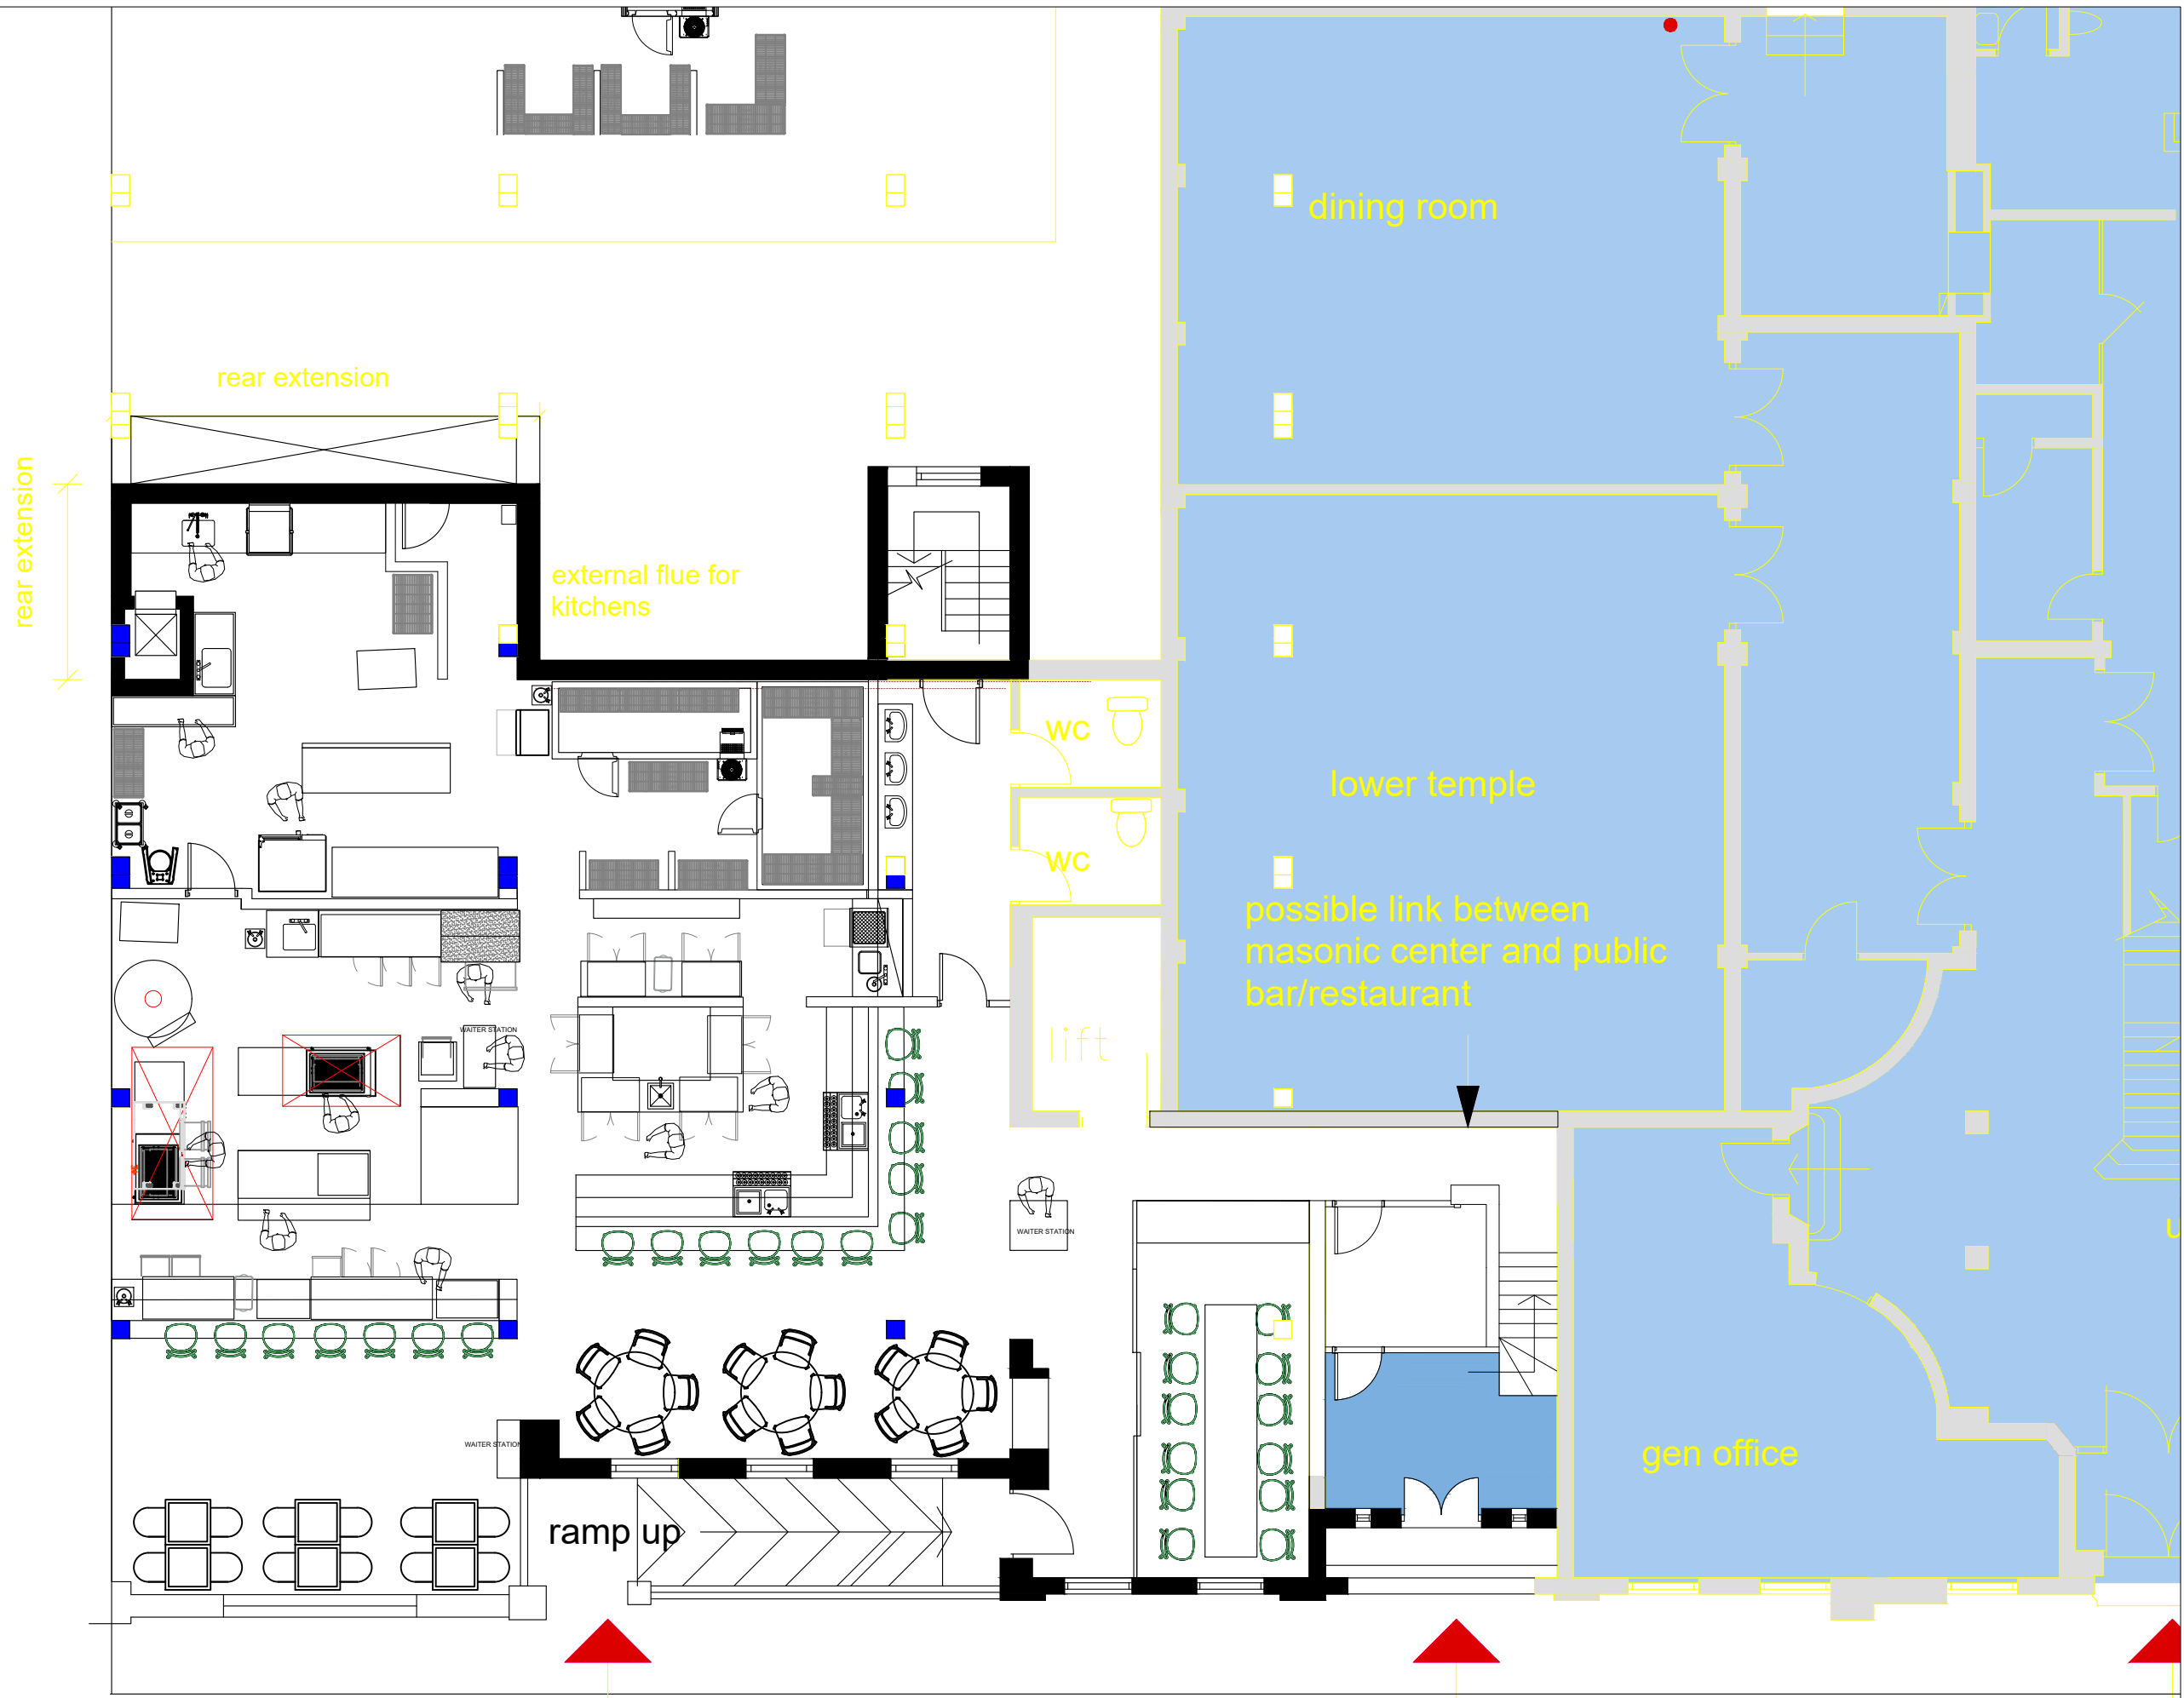 dining room
rear extension
rear extension
external flue for
kitchens
wc
lower temple
wc
possible link between
masonic center and public
bar/restaurant
WAITER STATION
lift
WAITER STATION
u
WAITER STATION
gen office
ramp up